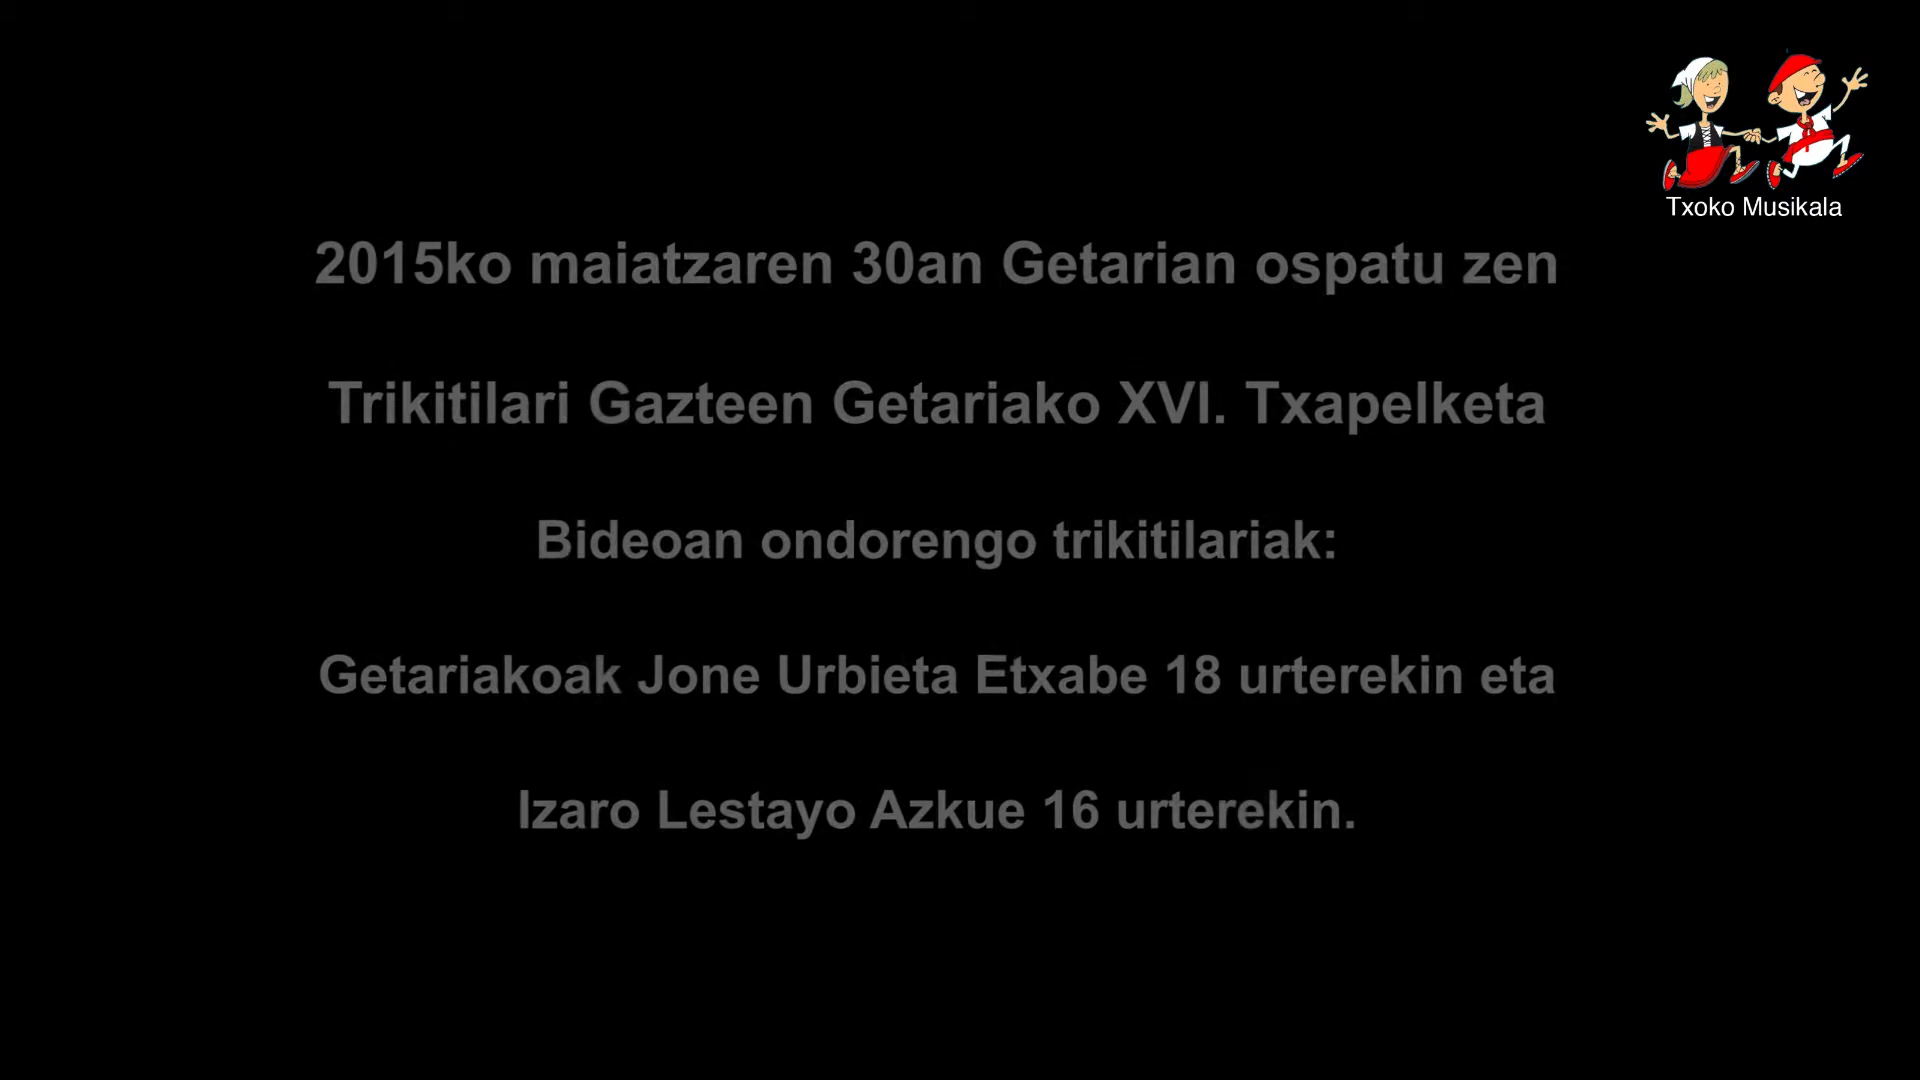 Txoko Musikala
2015ko maiatzaren 30an Getarian ospatu zen
Trikitilari Gazteen Getariako XVI. Txapelketa
Bideoan ondorengo trikitilariak:
Getariakoak Jone Urbieta Etxabe 18 urterekin eta
Izaro Lestayo Azkue 16 urterekin.